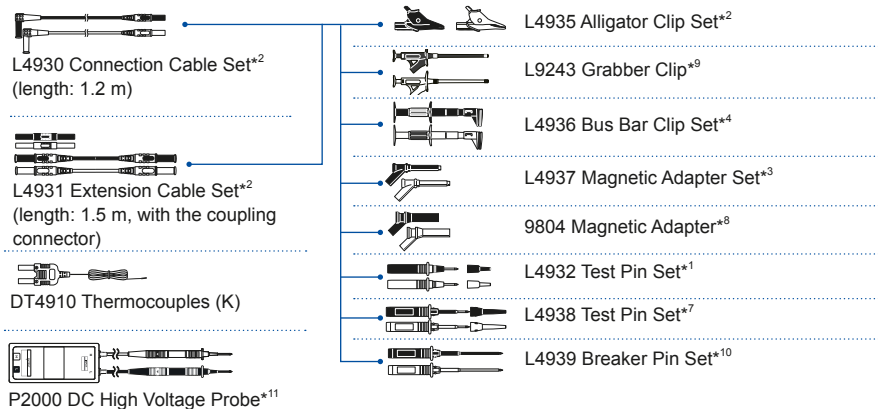 L4930 Connection Cable Set*2
(length: 1.2 m)
L4931 Extension Cable Set*2
(length: 1.5 m, with the coupling
connector)
DT4910 Thermocouples (K)
P2000 DC High Voltage Probe*11
L4935 Alligator Clip Set*2
L9243 Grabber Clip*9
L4936 Bus Bar Clip Set*4
L4937 Magnetic Adapter Set*3
9804 Magnetic Adapter*8
L4932 Test Pin Set*1
L4938 Test Pin Set*7
L4939 Breaker Pin Set*10